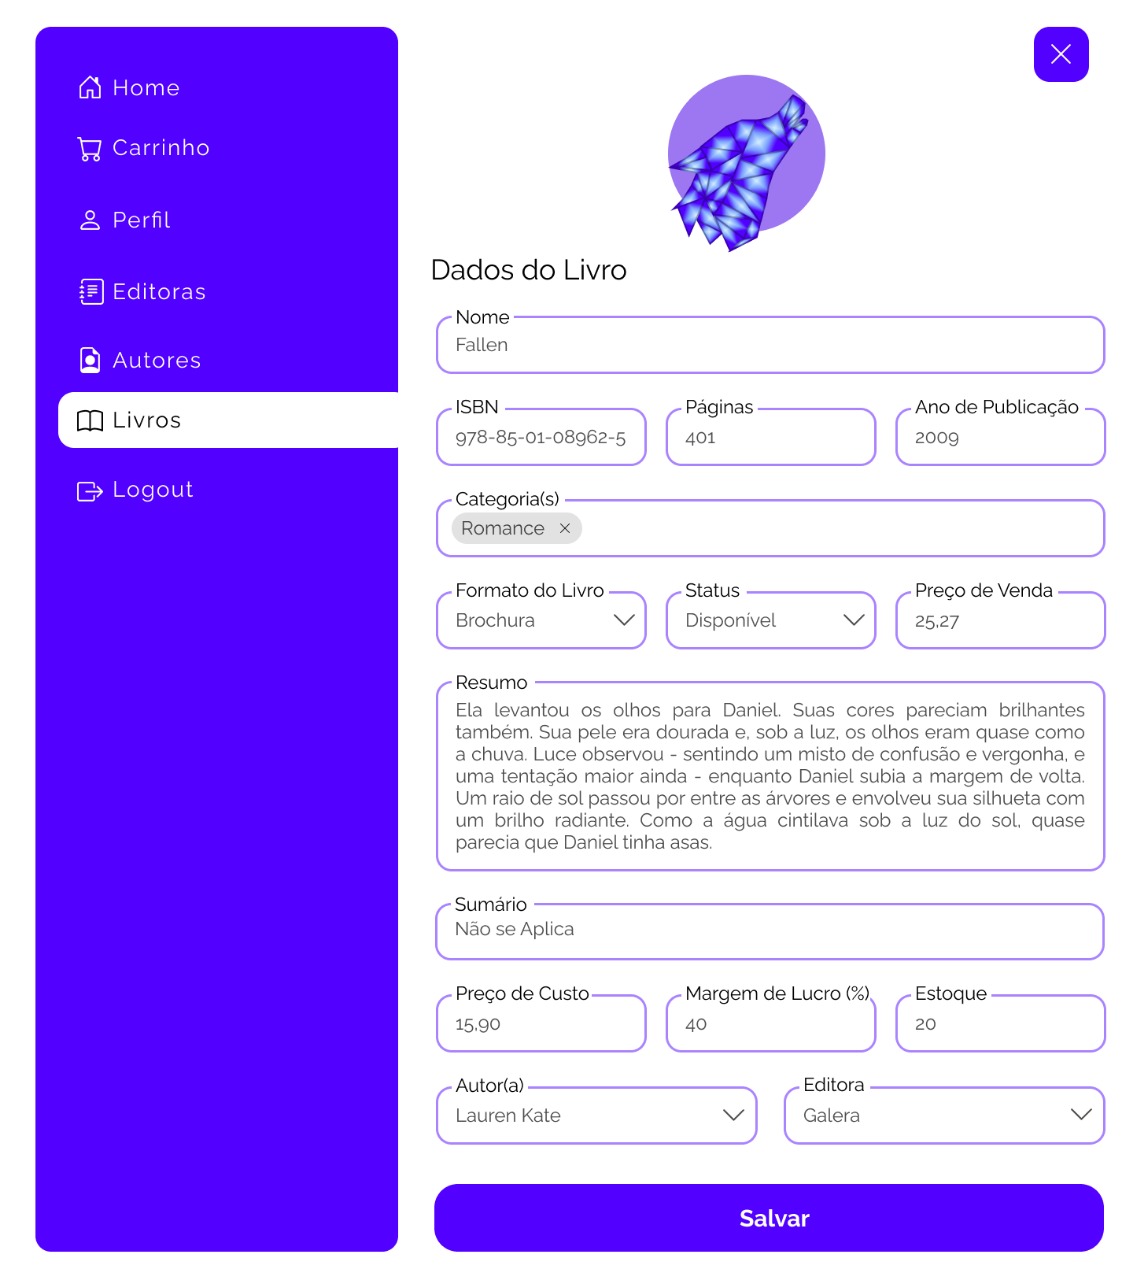 Home
Carrinho
Perfil
Editoras
Autores
Livros
Logout
Dados do Livro
Nome
Fallen
ISBN
978-85-01-08962-5
Páginas
401
Ano de Publicação
2009
Categoria(s)
Romance
Formato do Livro
Brochura
Status
Disponível
Preço de Venda
25,27
Resumo
Ela levantou os olhos para Daniel. Suas cores pareciam brilhantes
também. Sua pele era dourada e, sob a luz, os olhos eram quase como
a chuva. Luce observou - sentindo um misto de confusão e vergonha, e
uma tentação maior ainda - enquanto Daniel subia a margem de volta.
Um raio de sol passou por entre as árvores e envolveu sua silhueta com
um brilho radiante. Como a água cintilava sob a luz do sol, quase
parecia que Daniel tinha asas.
Sumário
Não se Aplica
Preço de Custo
15,90
Margem de Lucro (%)
40
Estoque
20
Autor(a)
Lauren Kate
Editora
Galera
Salvar